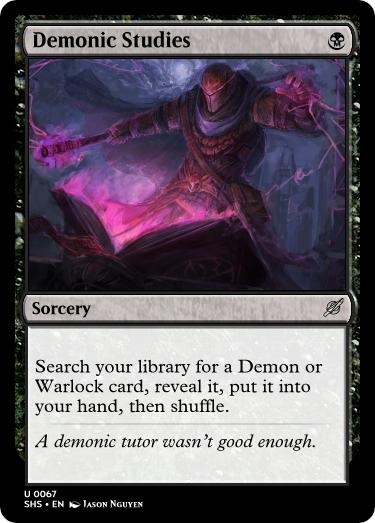 Demonic Studies
Sorcery
Search your library for a Demon or
Warlock card, reveal it, put it into
your hand, then shuffle.
A demonic tutor wasn't good enough.
U 0067
SHS • EN Jason Nguyen